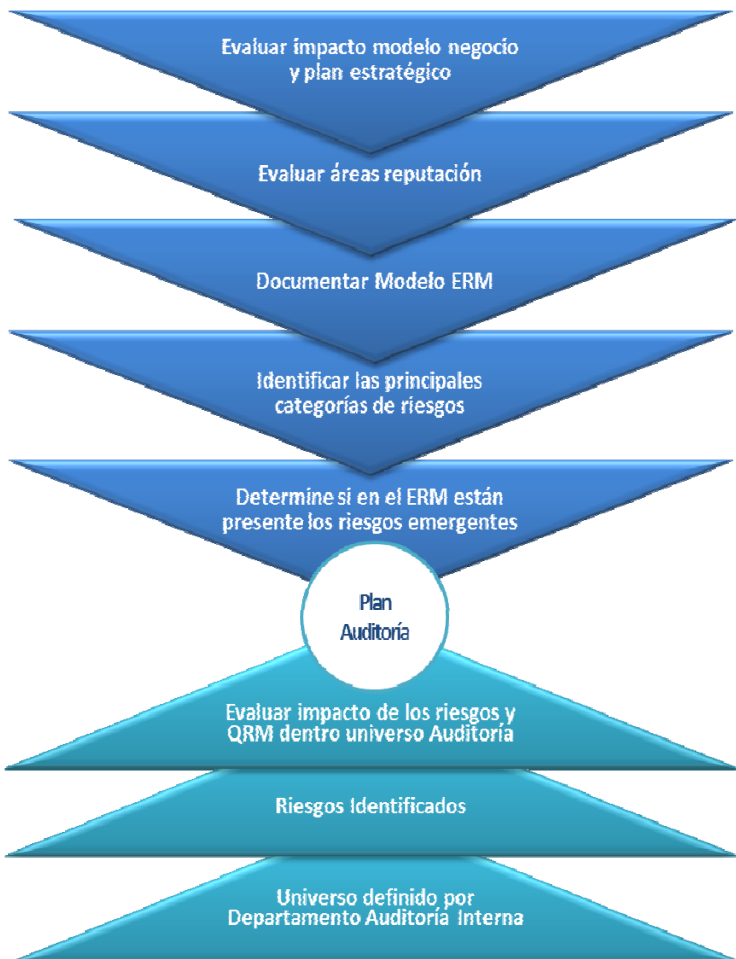 Evaluar impacto modelo negocio
y plan estratégico
Evaluar áreas reputación
Documentar Modelo ERM
Identificar las principales
categorías de riesgos
Determine si en el ERM están
presente los riesgos emergentes
Plan
Auditoría
Evaluar impacto de los riesgos y
QRM dentro universo Auditoría
Riesgos Identificados
Universo definido por
Departamento Auditoría Interna